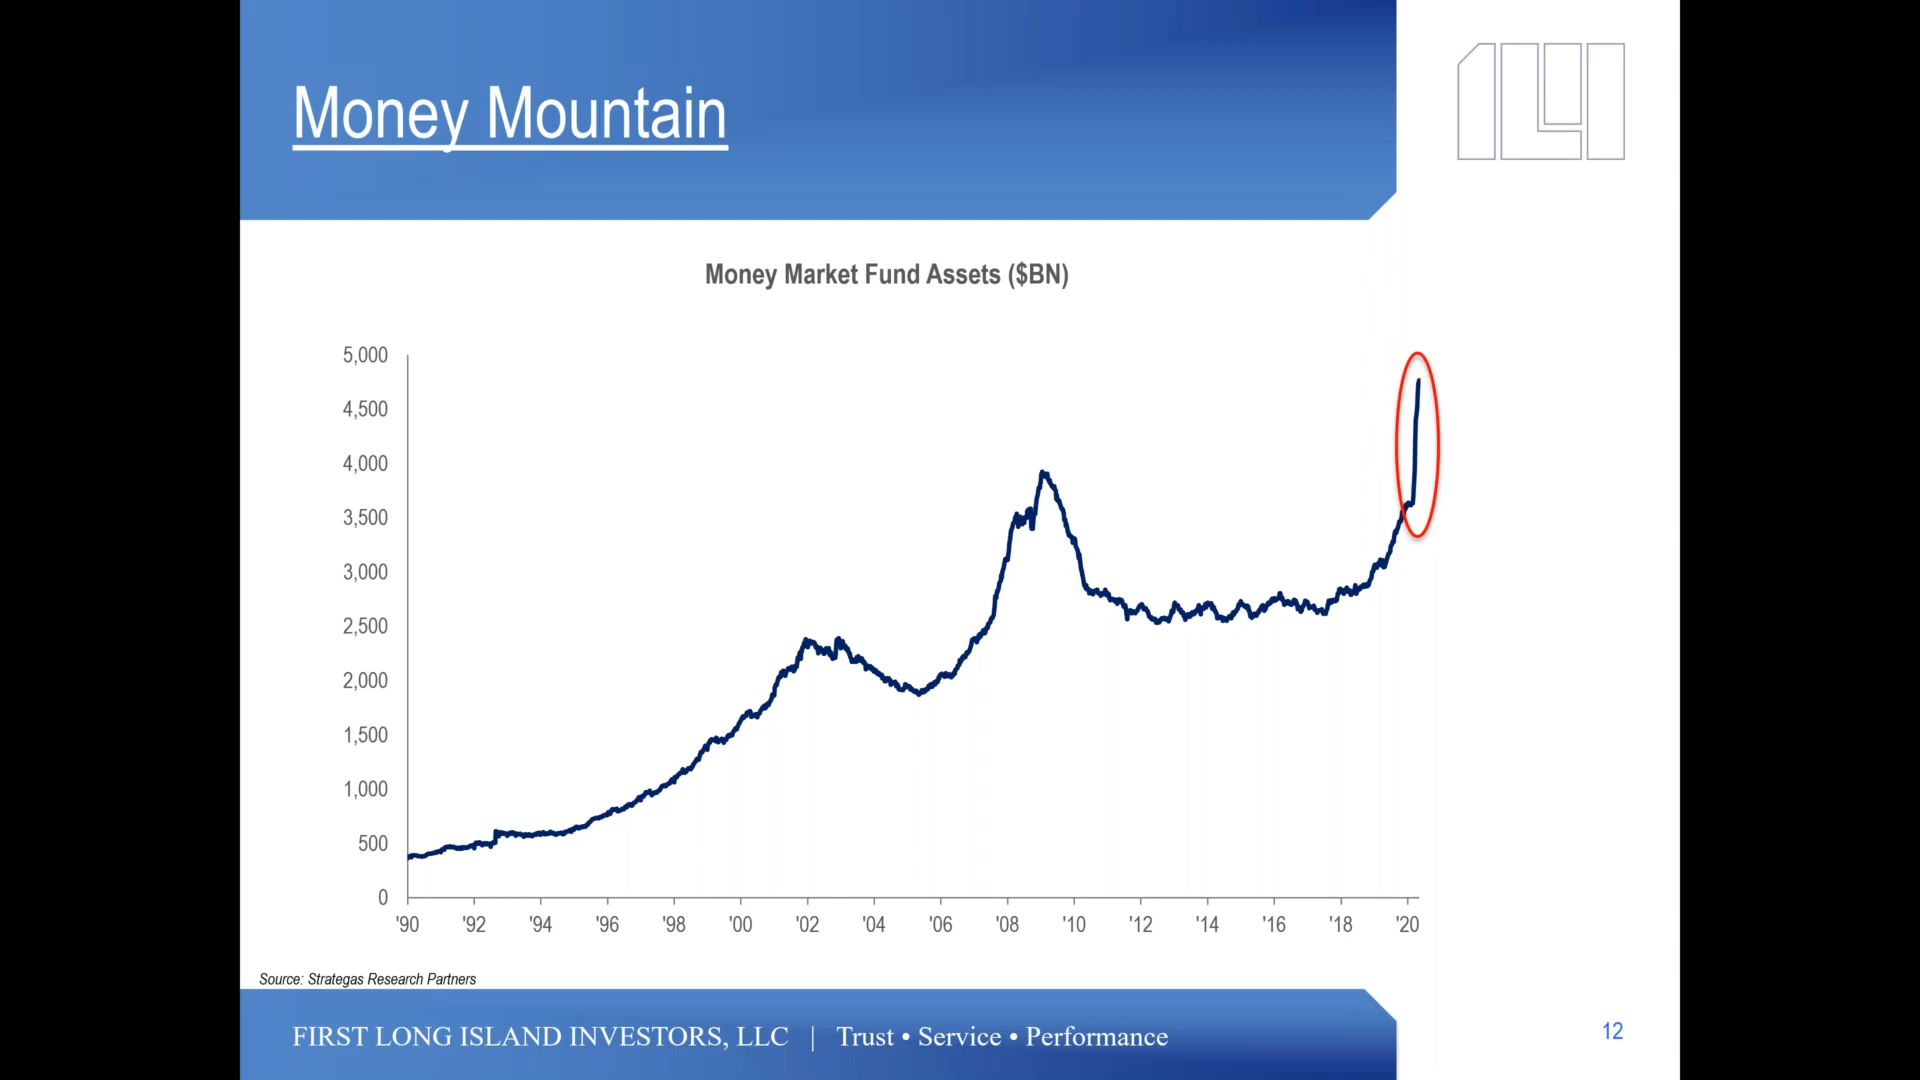 Money Mountain
Money Market Fund Assets ($BN)
5,000
4,500
4,000
3,500
3,000
2,500
2,000
1,500
1,000
500
0
'90 '92 '94 '96 '98 '00 '02 '04 '06 '08 '10 '12 '14 '16 '18 '20
Source: Strategas Research Partners
FIRST LONG ISLAND INVESTORS, LLC | Trust • Service • Performance
12